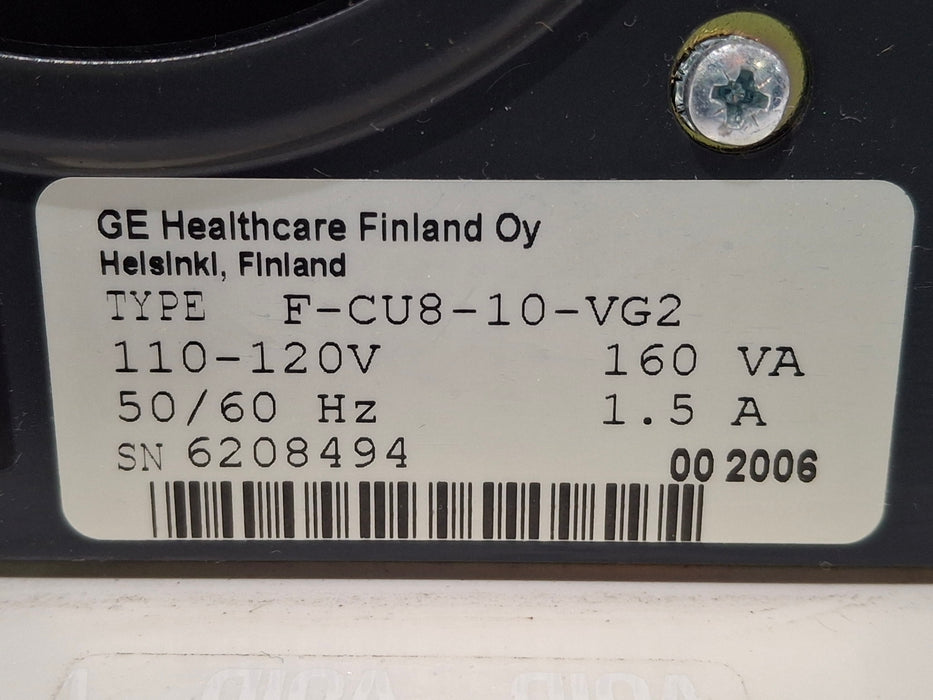 GE Healthcare Finland Oy
Helsinki, Finland
TYPE F-CU8-10-VG2
110-120V 160 VA
50/60 Hz 1.5 A
SN 6208494
00 2006